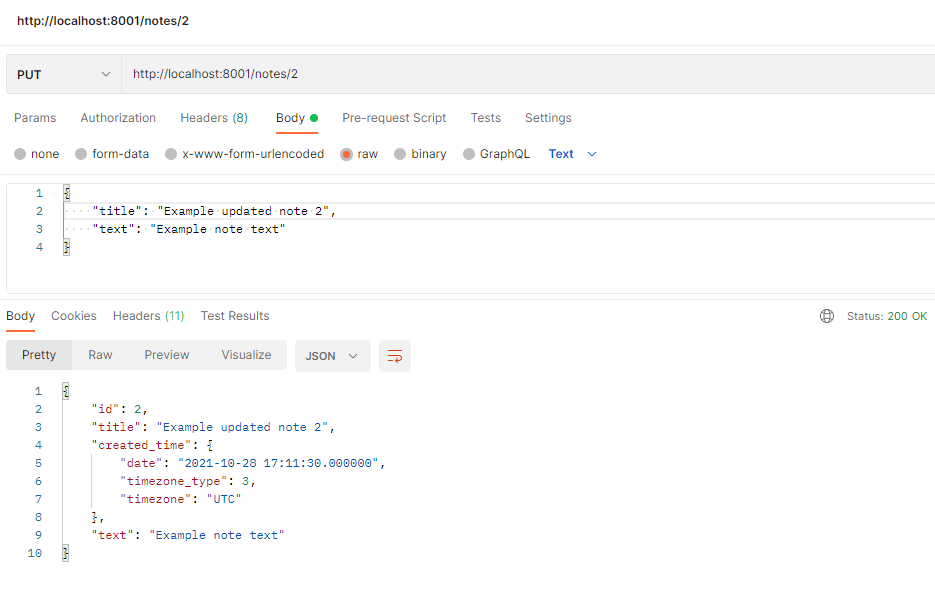 http://localhost:8001/notes/2
PUT http://localhost:8001/notes/2
Params Authorization Headers (8) Body Pre-request Script Tests Settings
none form-data x-www-form-urlencoded raw binary GraphQL Text
1 {
2 "title": "Example updated note 2",
3 "text": "Example note text"
4 }
Body Cookies Headers (11) Test Results Status: 200 OK
Pretty Raw Preview Visualize JSON
1 {
2 "id": 2,
3 "title": "Example updated note 2",
4 "created_time": {
5 "date": "2021-10-28 17:11:30.000000",
6 "timezone_type": 3,
7 "timezone": "UTC"
8 },
9 "text": "Example note text"
10 }